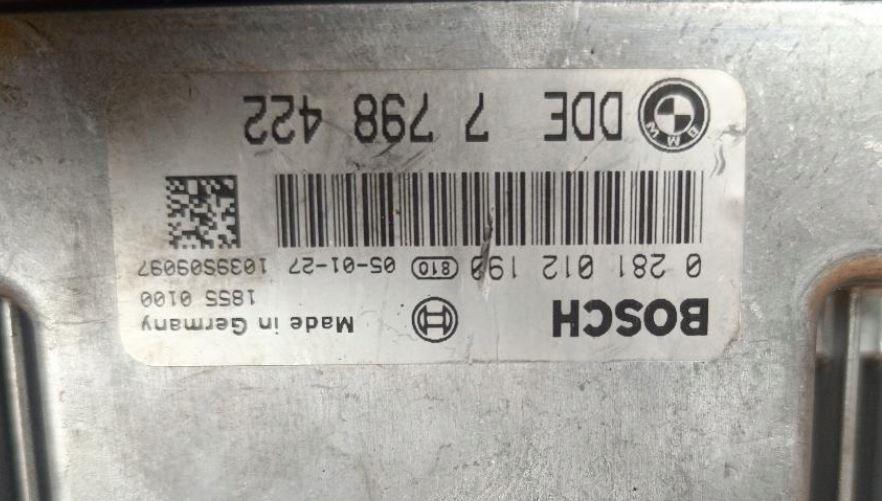 BOSCH Made in Germany
1855 0100
0 281 012 190 810 05-01-27 1039S09097
BMW DDE 7 798 422